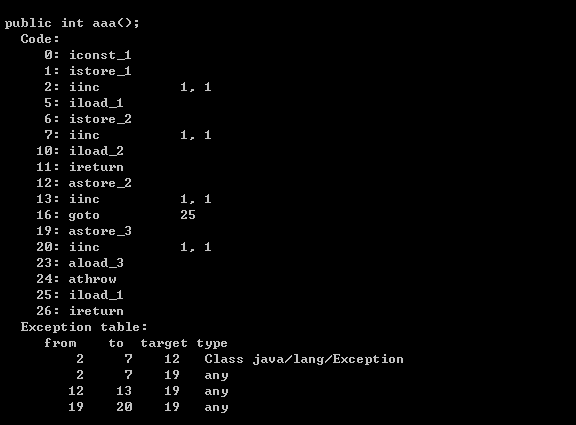 public int aaa();
  Code:
     0: iconst_1
     1: istore_1
     2: iinc          1, 1
     5: iload_1
     6: istore_2
     7: iinc          1, 1
    10: iload_2
    11: ireturn
    12: astore_2
    13: iinc          1, 1
    16: goto          25
    19: astore_3
    20: iinc          1, 1
    23: aload_3
    24: athrow
    25: iload_1
    26: ireturn
  Exception table:
     from    to  target type
         2     7    12   Class java/lang/Exception
         2     7    19   any
        12    13    19   any
        19    20    19   any